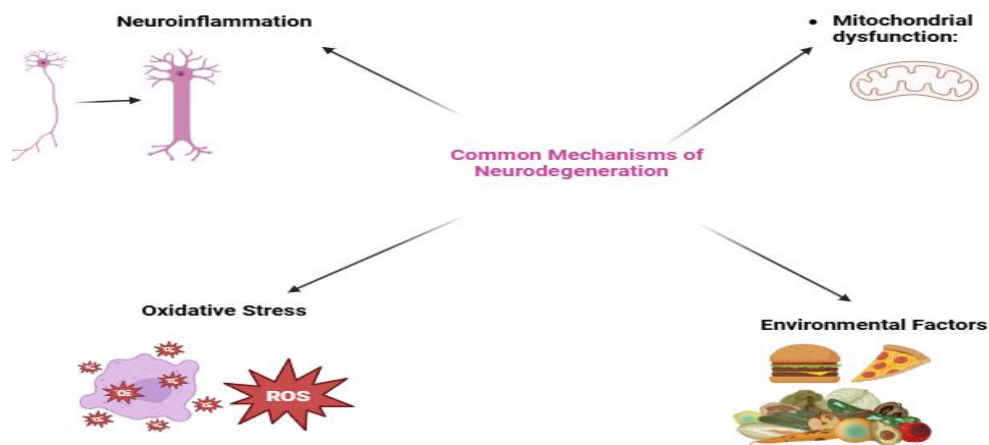 Neuroinflammation
• Mitochondrial
dysfunction:
Common Mechanisms of
Neurodegeneration
Oxidative Stress
ROS
Environmental Factors